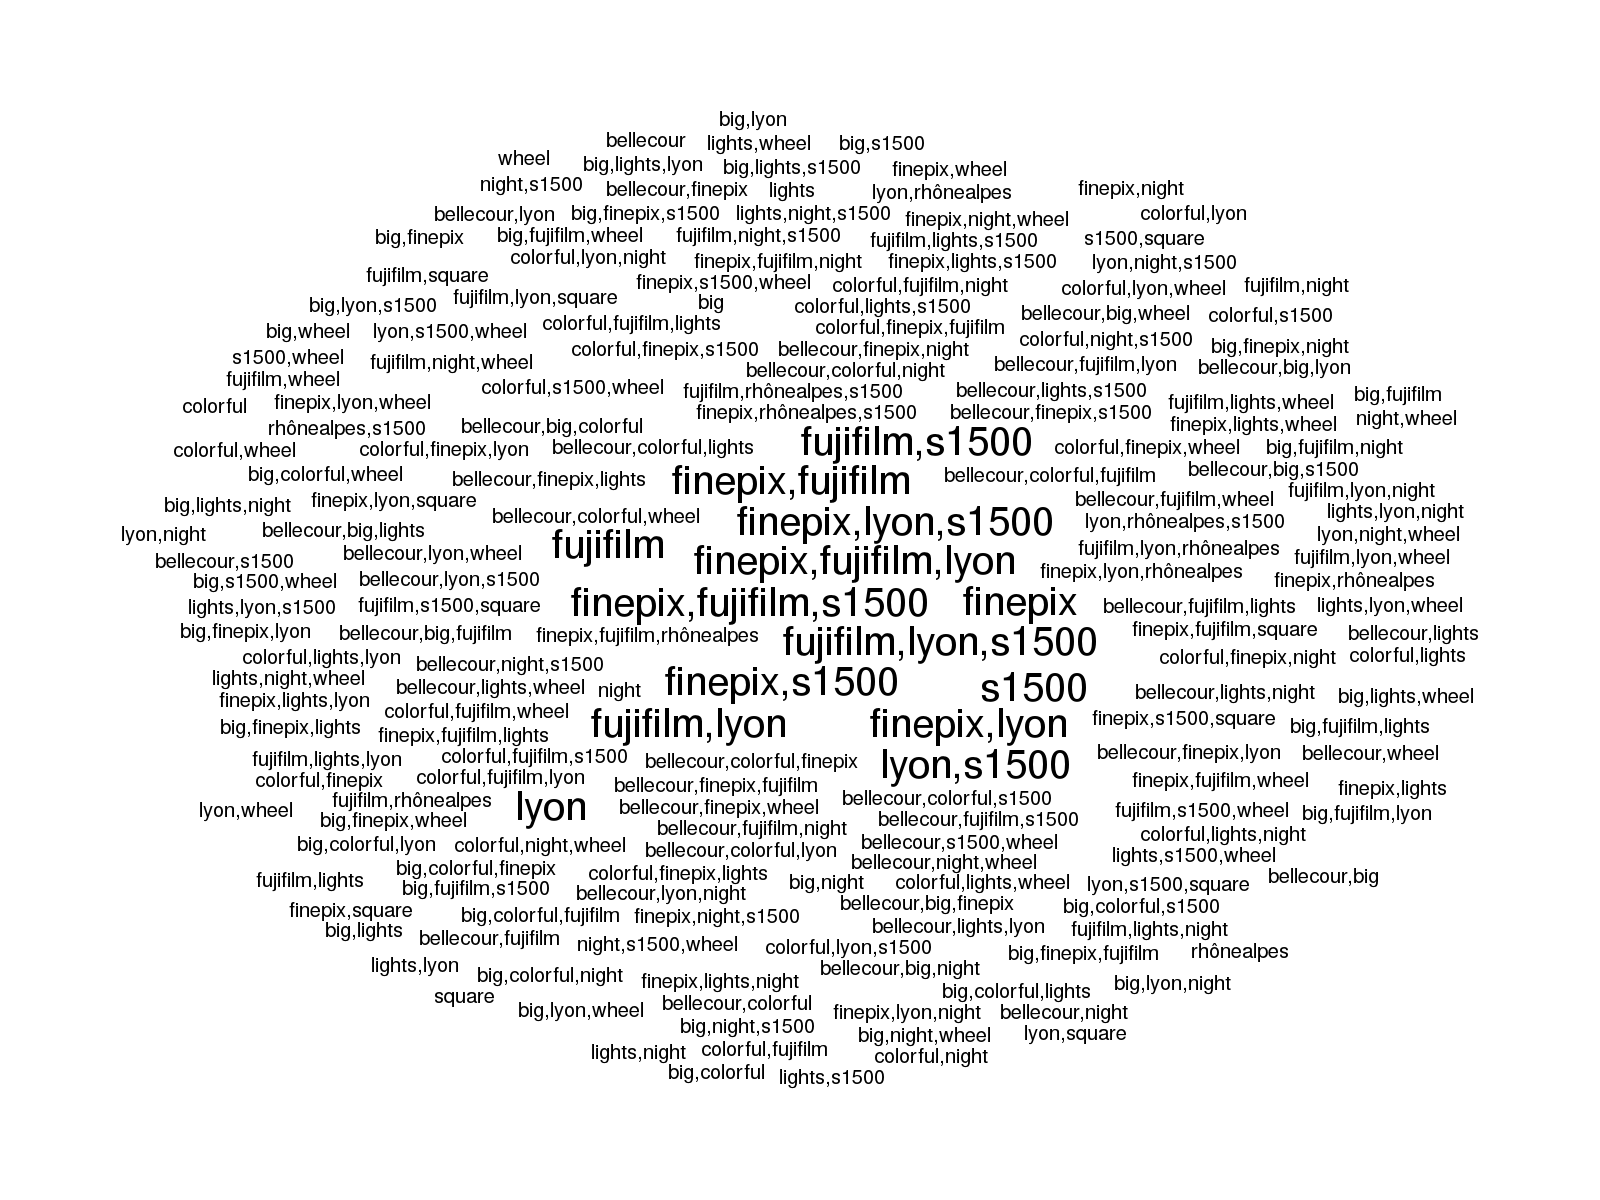 big,lyon
bellecour lights,wheel big,s1500
wheel big,lights,lyon big,lights,s1500 finepix,wheel
night,s1500 bellecour,finepix lights lyon,rhônealpes finepix,night
bellecour,lyon big,finepix,s1500 lights,night,s1500 finepix,night,wheel colorful,lyon
big,finepix big,fujifilm,wheel fujifilm,night,s1500 fujifilm,lights,s1500 s1500,square
colorful,lyon,night finepix,fujifilm,night finepix,lights,s1500 lyon,night,s1500
fujifilm,square finepix,s1500,wheel colorful,fujifilm,night colorful,lyon,wheel fujifilm,night
big,lyon,s1500 fujifilm,lyon,square big colorful,lights,s1500 bellecour,big,wheel colorful,s1500
big,wheel lyon,s1500,wheel colorful,fujifilm,lights colorful,finepix,fujifilm colorful,night,s1500 big,finepix,night
s1500,wheel fujifilm,night,wheel colorful,finepix,s1500 bellecour,finepix,night bellecour,fujifilm,lyon bellecour,big,lyon
fujifilm,wheel bellecour,colorful,night
colorful,s1500,wheel fujifilm,rhônealpes,s1500 bellecour,lights,s1500 big,fujifilm
colorful finepix,lyon,wheel finepix,rhônealpes,s1500 bellecour,finepix,s1500 fujifilm,lights,wheel night,wheel
rhônealpes,s1500 bellecour,big,colorful finepix,lights,wheel
colorful,wheel colorful,finepix,lyon bellecour,colorful,lights fujifilm,s1500 colorful,finepix,wheel big,fujifilm,night
big,colorful,wheel bellecour,finepix,lights finepix,fujifilm bellecour,colorful,fujifilm bellecour,big,s1500
big,lights,night finepix,lyon,square bellecour,fujifilm,wheel fujifilm,lyon,night
bellecour,colorful,wheel finepix,lyon,s1500 lyon,rhônealpes,s1500 lights,lyon,night
lyon,night bellecour,big,lights lyon,night,wheel
bellecour,s1500 bellecour,lyon,wheel fujifilm finepix,fujifilm,lyon fujifilm,lyon,rhônealpes fujifilm,lyon,wheel
big,s1500,wheel bellecour,lyon,s1500 finepix,lyon,rhônealpes finepix,rhônealpes
lights,lyon,s1500 fujifilm,s1500,square finepix,fujifilm,s1500 finepix bellecour,fujifilm,lights lights,lyon,wheel
big,finepix,lyon bellecour,big,fujifilm finepix,fujifilm,rhônealpes fujifilm,lyon,s1500 finepix,fujifilm,square bellecour,lights
colorful,lights,lyon bellecour,night,s1500 colorful,finepix,night colorful,lights
lights,night,wheel bellecour,lights,wheel night finepix,s1500 s1500 bellecour,lights,night big,lights,wheel
finepix,lights,lyon colorful,fujifilm,wheel
big,finepix,lights finepix,fujifilm,lights fujifilm,lyon finepix,lyon finepix,s1500,square big,fujifilm,lights
fujifilm,lights,lyon colorful,fujifilm,s1500 bellecour,colorful,finepix lyon,s1500 bellecour,finepix,lyon bellecour,wheel
colorful,finepix colorful,fujifilm,lyon bellecour,finepix,fujifilm finepix,fujifilm,wheel finepix,lights
lyon,wheel fujifilm,rhônealpes lyon bellecour,finepix,wheel bellecour,colorful,s1500 fujifilm,s1500,wheel big,fujifilm,lyon
big,finepix,wheel bellecour,fujifilm,night bellecour,fujifilm,s1500 colorful,lights,night
big,colorful,lyon colorful,night,wheel bellecour,colorful,lyon bellecour,s1500,wheel lights,s1500,wheel
big,colorful,finepix colorful,finepix,lights bellecour,night,wheel
fujifilm,lights big,fujifilm,s1500 bellecour,lyon,night big,night colorful,lights,wheel lyon,s1500,square bellecour,big
finepix,square big,colorful,fujifilm finepix,night,s1500 bellecour,big,finepix big,colorful,s1500
big,lights bellecour,fujifilm night,s1500,wheel colorful,lyon,s1500 bellecour,lights,lyon fujifilm,lights,night
lights,lyon big,colorful,night finepix,lights,night bellecour,big,night big,finepix,fujifilm rhônealpes
square big,lyon,wheel bellecour,colorful big,colorful,lights big,lyon,night
big,night,s1500 finepix,lyon,night bellecour,night
lights,night colorful,fujifilm big,night,wheel lyon,square
big,colorful lights,s1500 colorful,night